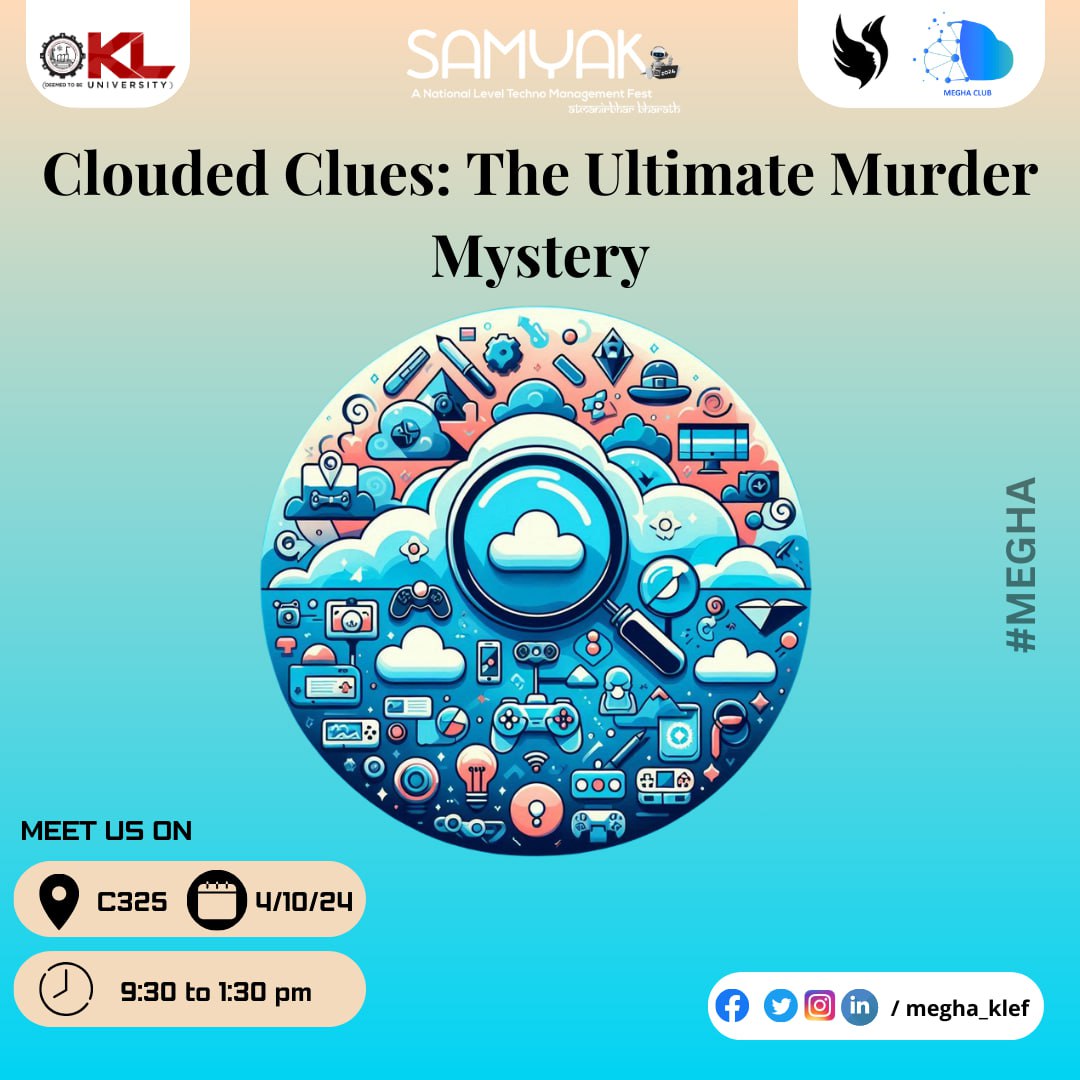 KL
(DEEMED TO BE UNIVERSITY)
SAMYAK
2024
A National Level Techno Management Fest
atmanirbhar bharath
MEGHA CLUB
Clouded Clues: The Ultimate Murder
Mystery
#MEGHA
MEET US ON
C325
4/10/24
9:30 to 1:30 pm
/ megha_klef